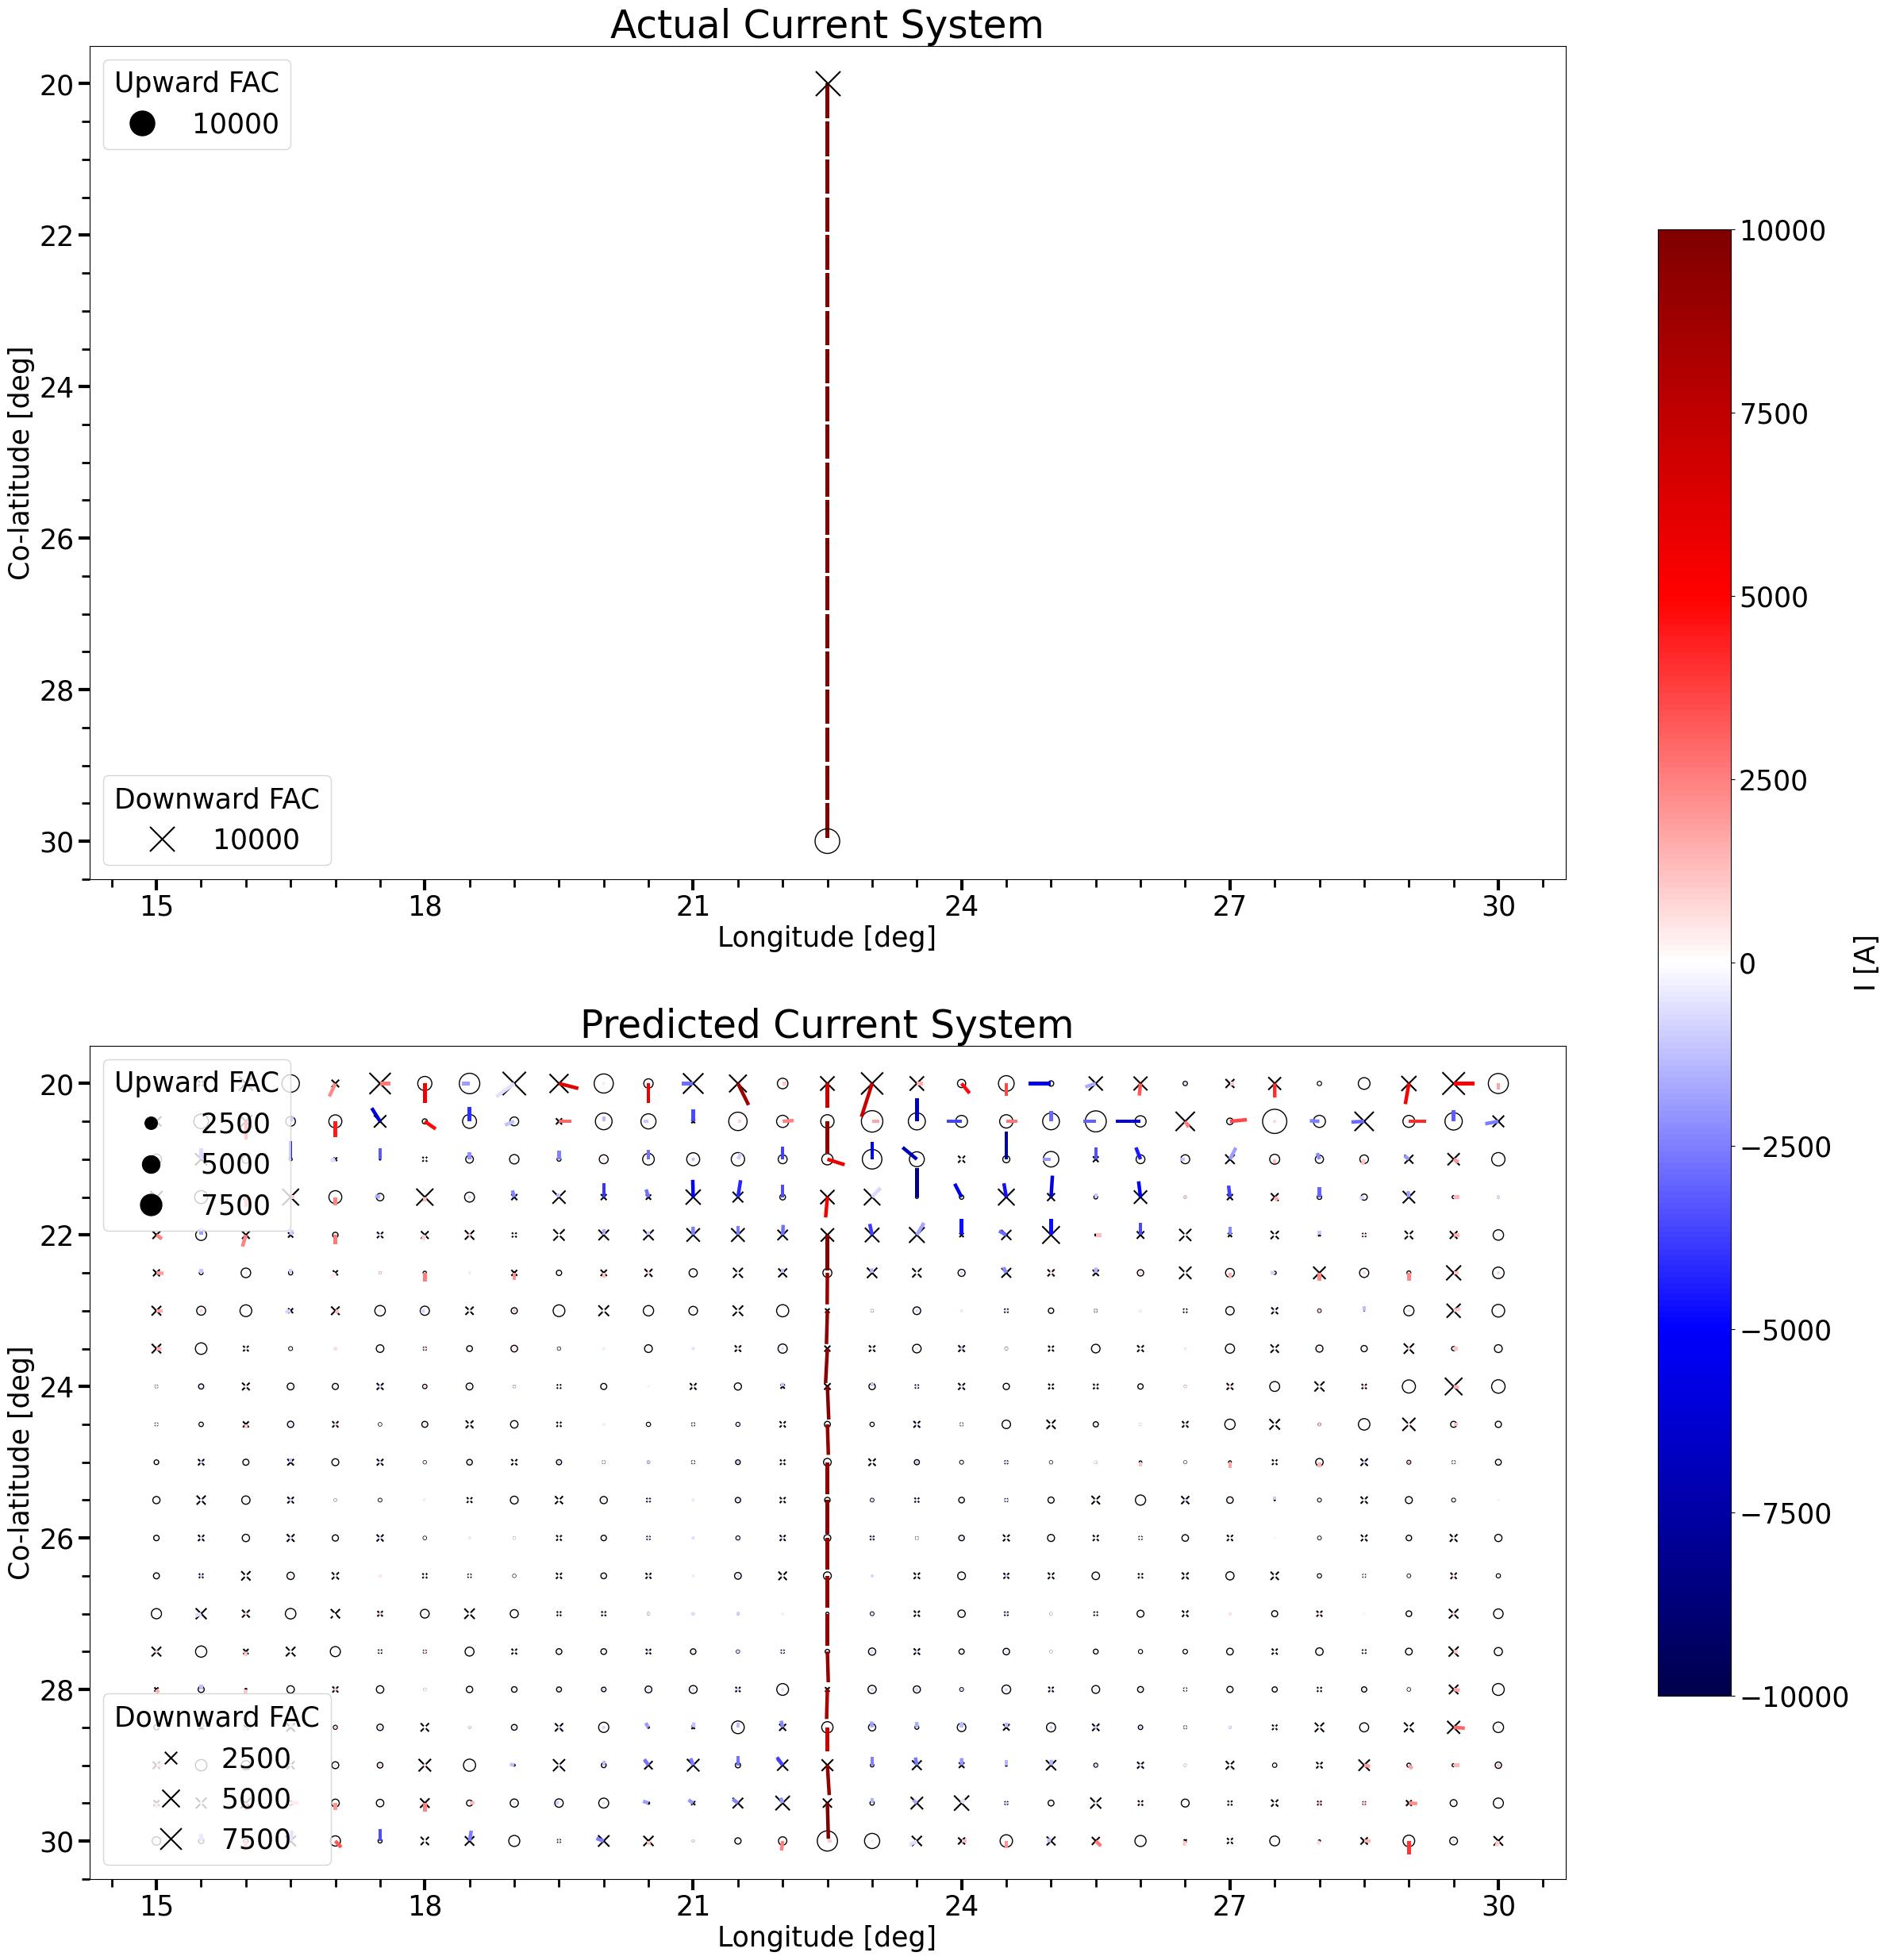 Actual Current System
Upward FAC
10000
Downward FAC
10000
20
22
24
26
28
30
Co-latitude [deg]
15 18 21 24 27 30
Longitude [deg]
Predicted Current System
Upward FAC
2500
5000
7500
Downward FAC
2500
5000
7500
20
22
24
26
28
30
Co-latitude [deg]
15 18 21 24 27 30
Longitude [deg]
10000
7500
5000
2500
0
−2500
−5000
−7500
−10000
I [A]